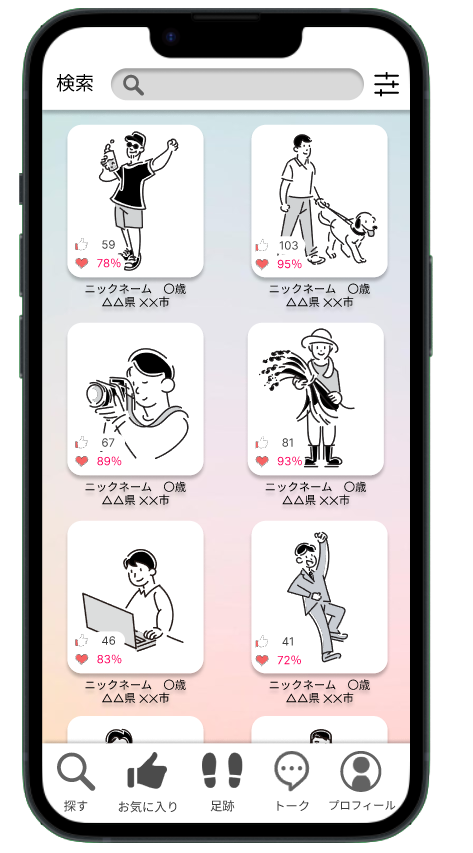 検索
59
78%
103
95%
ニックネーム　〇歳
△△県 ××市
ニックネーム　〇歳
△△県 ××市
67
89%
81
93%
ニックネーム　〇歳
△△県 ××市
ニックネーム　〇歳
△△県 ××市
46
83%
41
72%
ニックネーム　〇歳
△△県 ××市
ニックネーム　〇歳
△△県 ××市
探す
お気に入り
足跡
トーク
プロフィール